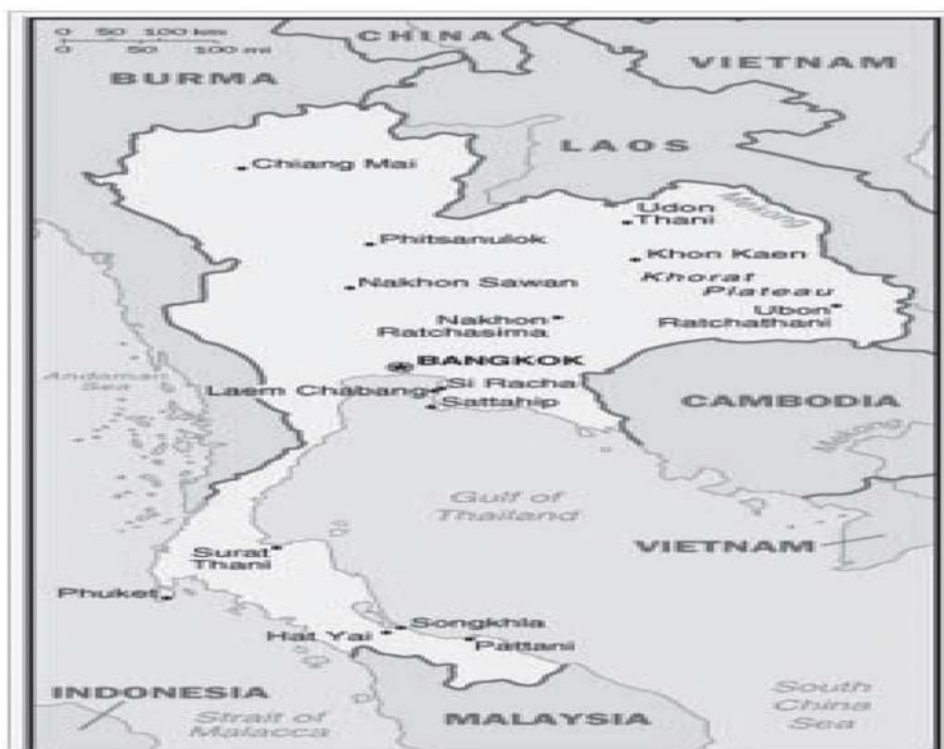 0 50 100 km
0 50 100 mi
CHINA
BURMA
VIETNAM
LAOS
Chiang Mai
Udon
Thani
Mekong
Phitsanulok
Khon Kaen
Khorat
Plateau
Nakhon Sawan
Ubon
Ratchathani
Nakhon
Ratchasima
BANGKOK
Andaman
Sea
Laem Chabang
Si Racha
Sattahip
CAMBODIA
Mekong
Gulf of
Thailand
VIETNAM
Surat
Thani
Phuket
Songkhla
Hat Yai
Pattani
INDONESIA
Strait of
Malacca
MALAYSIA
South
China
Sea